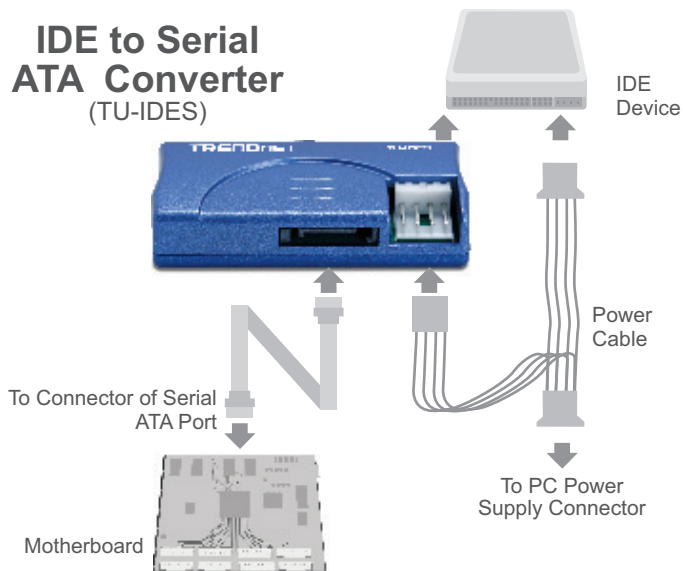 IDE to Serial
ATA Converter
(TU-IDES)
IDE
Device
TRENDnet
Power
Cable
To Connector of Serial
ATA Port
To PC Power
Supply Connector
Motherboard